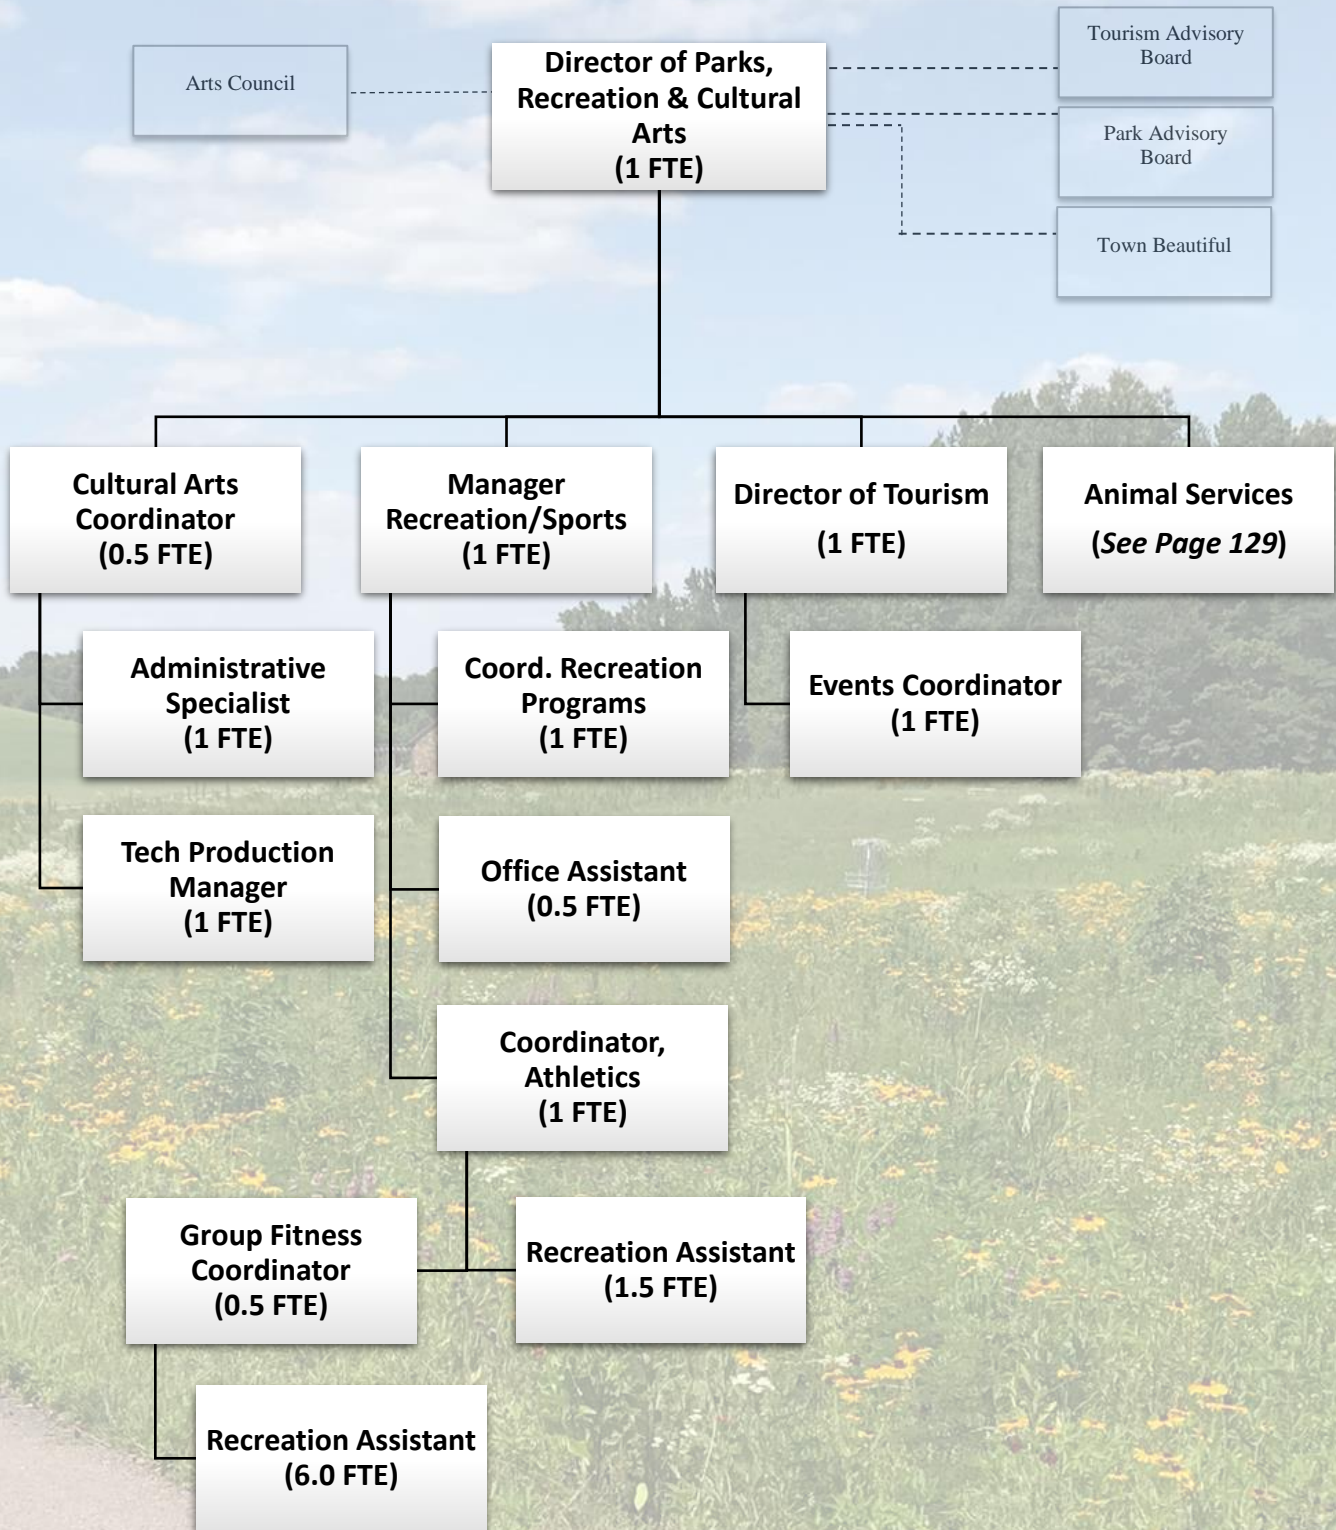 Arts Council
Director of Parks,
Recreation & Cultural
Arts
(1 FTE)
Tourism Advisory
Board
Park Advisory
Board
Town Beautiful
Cultural Arts
Coordinator
(0.5 FTE)
Manager
Recreation/Sports
(1 FTE)
Director of Tourism
(1 FTE)
Animal Services
(See Page 129)
Administrative
Specialist
(1 FTE)
Coord. Recreation
Programs
(1 FTE)
Events Coordinator
(1 FTE)
Tech Production
Manager
(1 FTE)
Office Assistant
(0.5 FTE)
Coordinator,
Athletics
(1 FTE)
Group Fitness
Coordinator
(0.5 FTE)
Recreation Assistant
(1.5 FTE)
Recreation Assistant
(6.0 FTE)